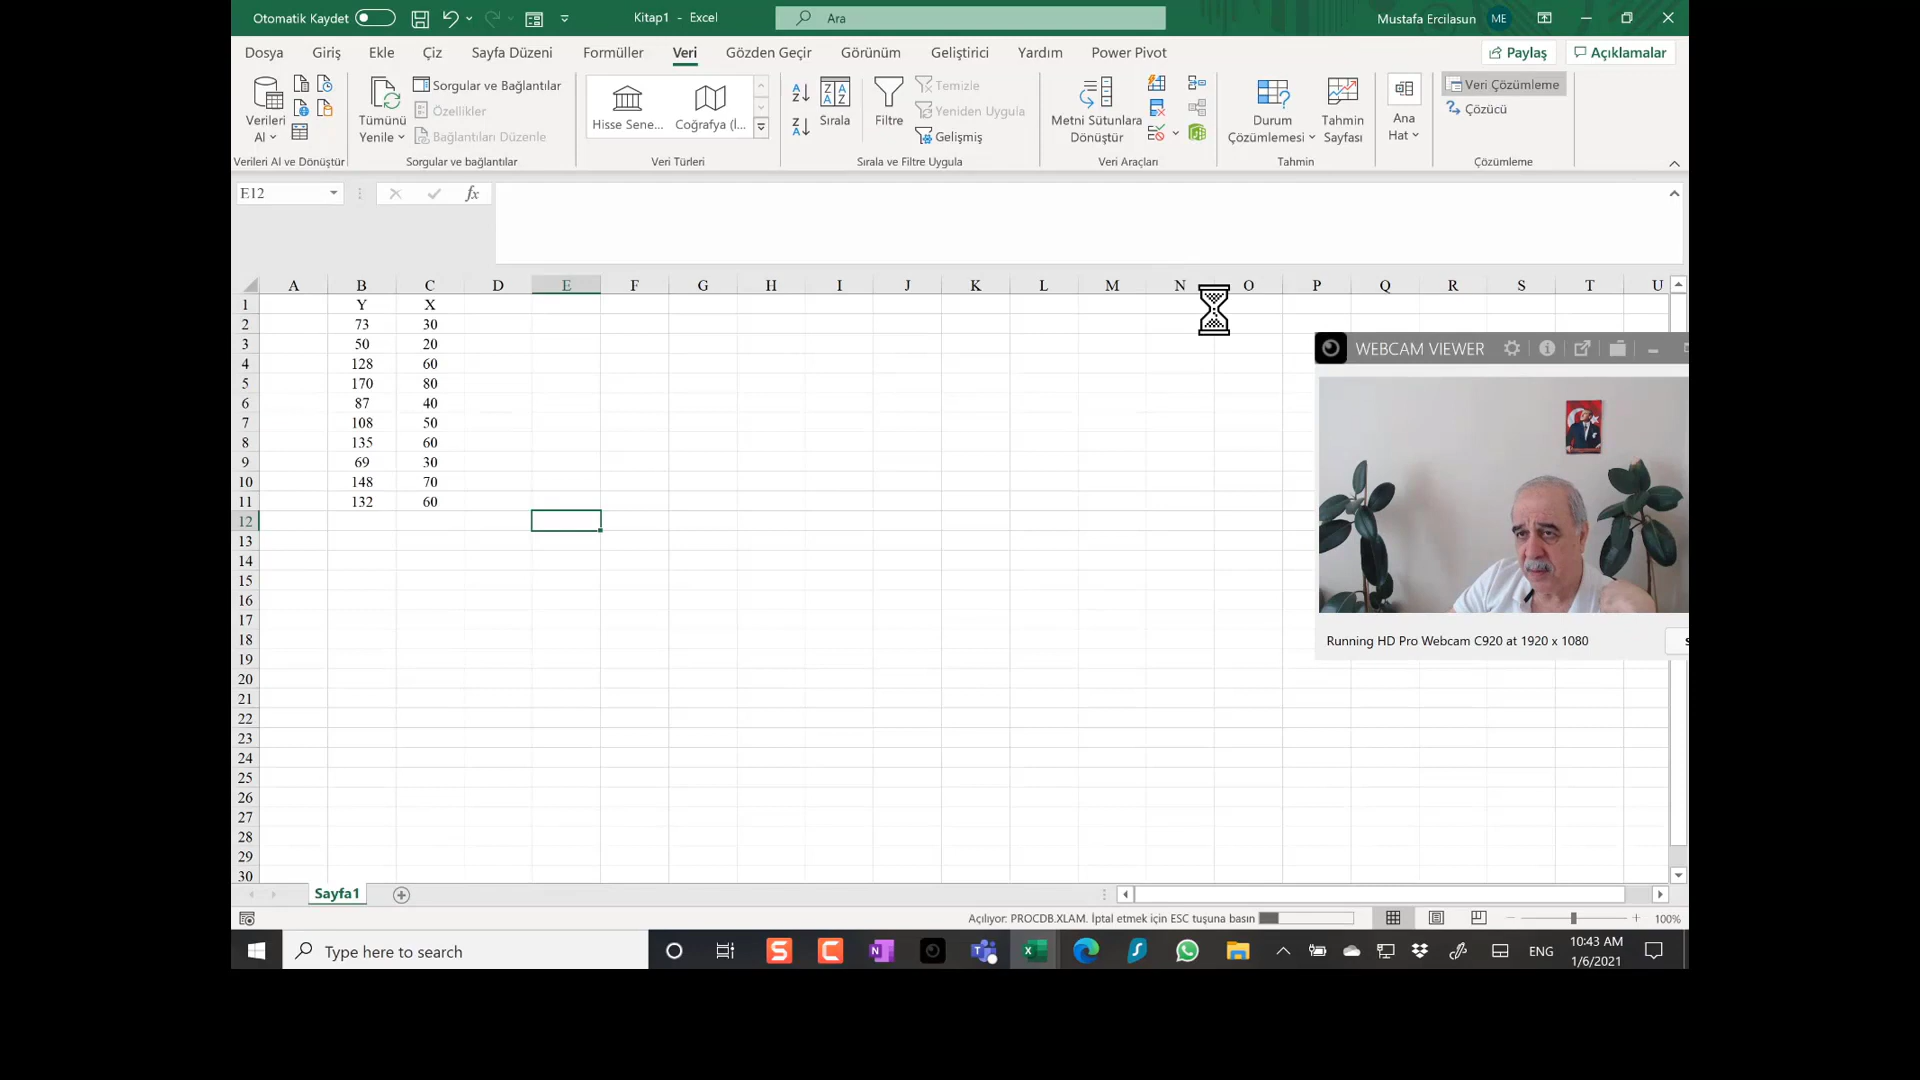 Otomatik Kaydet
Kitap1 - Excel
Ara
Mustafa Ercilasun ME
Dosya Giriş Ekle Çiz Sayfa Düzeni Formüller Veri Gözden Geçir Görünüm Geliştirici Yardım Power Pivot
Paylaş Açıklamalar
Verileri Al
Verileri Al ve Dönüştür
Tümünü Yenile
Sorgular ve Bağlantılar
Özellikler
Bağlantıları Düzenle
Sorgular ve bağlantılar
Hisse Sene... Coğrafya (İ...
Veri Türleri
Sırala
Filtre
Temizle
Yeniden Uygula
Gelişmiş
Sırala ve Filtre Uygula
Metni Sütunlara Dönüştür
Veri Araçları
Durum Çözümlemesi
Tahmin Sayfası
Tahmin
Ana Hat
Veri Çözümleme
Çözücü
Çözümleme
E12
fx
A B C D E F G H I J K L M N O P Q R S T U
1 Y X
2 73 30
3 50 20
4 128 60
5 170 80
6 87 40
7 108 50
8 135 60
9 69 30
10 148 70
11 132 60
12
13
14
15
16
17
18
19
20
21
22
23
24
25
26
27
28
29
30
WEBCAM VIEWER
Running HD Pro Webcam C920 at 1920 x 1080
Sayfa1
Açılıyor: PROCDB.XLAM. İptal etmek için ESC tuşuna basın
100%
Type here to search
ENG
10:43 AM
1/6/2021